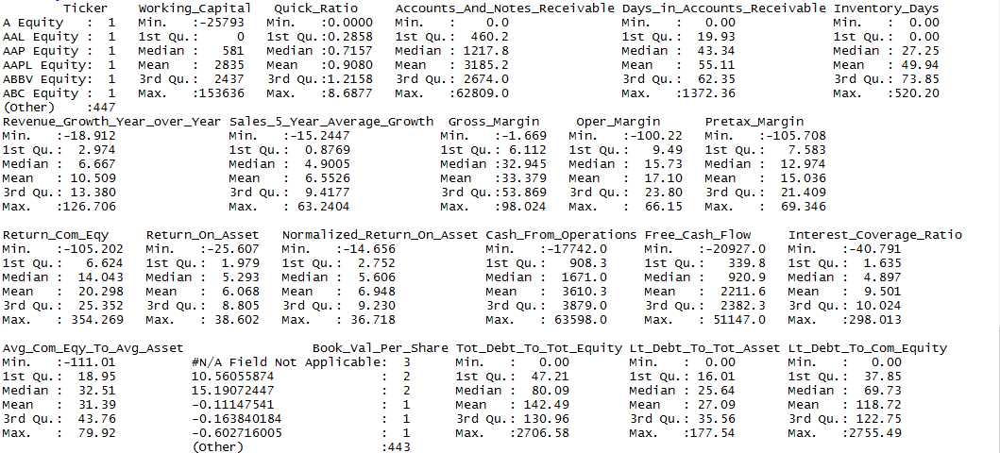 Ticker    Working_Capital   Quick_Ratio     Accounts_And_Notes_Receivable Days_in_Accounts_Receivable Inventory_Days
A Equity   :  1   Min.   :-25793   Min.   :0.0000   Min.   :    0.0   Min.   :   0.00   Min.   :  0.00
AAL Equity :  1   1st Qu.:     0   1st Qu.:0.2858   1st Qu.:  460.2   1st Qu.:  19.93   1st Qu.:  0.00
AAP Equity :  1   Median :   581   Median :0.7157   Median : 1217.8   Median :  43.34   Median : 27.25
AAPL Equity:  1   Mean   :  2835   Mean   :0.9080   Mean   : 3185.2   Mean   :  55.11   Mean   : 49.94
ABBV Equity:  1   3rd Qu.:  2437   3rd Qu.:1.2158   3rd Qu.: 2674.0   3rd Qu.:  62.35   3rd Qu.: 73.85
ABC Equity :  1   Max.   :153636   Max.   :8.6877   Max.   :62809.0   Max.   :1372.36   Max.   :520.20
(Other)    :447
Revenue_Growth_Year_over_Year Sales_5_Year_Average_Growth  Gross_Margin     Oper_Margin      Pretax_Margin
Min.   :-18.912   Min.   :-15.2447   Min.   :-1.669   Min.   :-100.22   Min.   :-105.708
1st Qu.:  2.974   1st Qu.:  0.8769   1st Qu.: 6.112   1st Qu.:   9.49   1st Qu.:   7.583
Median :  6.667   Median :  4.9005   Median :32.945   Median :  15.73   Median :  12.974
Mean   : 10.509   Mean   :  6.5526   Mean   :33.379   Mean   :  17.10   Mean   :  15.036
3rd Qu.: 13.380   3rd Qu.:  9.4177   3rd Qu.:53.869   3rd Qu.:  23.80   3rd Qu.:  21.409
Max.   :126.706   Max.   : 63.2404   Max.   :98.024   Max.   :  66.15   Max.   :  69.346
Return_Com_Eqy     Return_On_Asset   Normalized_Return_On_Asset Cash_From_Operations Free_Cash_Flow     Interest_Coverage_Ratio
Min.   :-105.202   Min.   :-25.607   Min.   :-14.656   Min.   :-17742.0   Min.   :-20927.0   Min.   :-40.791
1st Qu.:   6.624   1st Qu.:  1.979   1st Qu.:  2.752   1st Qu.:   908.3   1st Qu.:   339.8   1st Qu.:  1.635
Median :  14.043   Median :  5.293   Median :  5.606   Median :  1671.0   Median :   920.9   Median :  4.897
Mean   :  20.298   Mean   :  6.068   Mean   :  6.948   Mean   :  3610.3   Mean   :  2211.6   Mean   :  9.501
3rd Qu.:  25.352   3rd Qu.:  8.805   3rd Qu.:  9.230   3rd Qu.:  3879.0   3rd Qu.:  2382.3   3rd Qu.: 10.024
Max.   : 354.269   Max.   : 38.602   Max.   : 36.718   Max.   : 63598.0   Max.   : 51147.0   Max.   :298.013
Avg_Com_Eqy_To_Avg_Asset                  Book_Val_Per_Share Tot_Debt_To_Tot_Equity Lt_Debt_To_Tot_Asset Lt_Debt_To_Com_Equity
Min.   :-111.01   #N/A Field Not Applicable:  3   Min.   :   0.00   Min.   :  0.00   Min.   :   0.00
1st Qu.:  18.95   10.56055874              :  2   1st Qu.:  47.21   1st Qu.: 16.01   1st Qu.:  37.85
Median :  32.51   15.19072447              :  2   Median :  80.09   Median : 25.64   Median :  69.73
Mean   :  31.39   -0.11147541              :  1   Mean   : 142.49   Mean   : 27.09   Mean   : 118.72
3rd Qu.:  43.76   -0.163840184             :  1   3rd Qu.: 130.96   3rd Qu.: 35.56   3rd Qu.: 122.75
Max.   :  79.92   -0.602716005             :  1   Max.   :2706.58   Max.   :177.54   Max.   :2755.49
(Other)                  :443